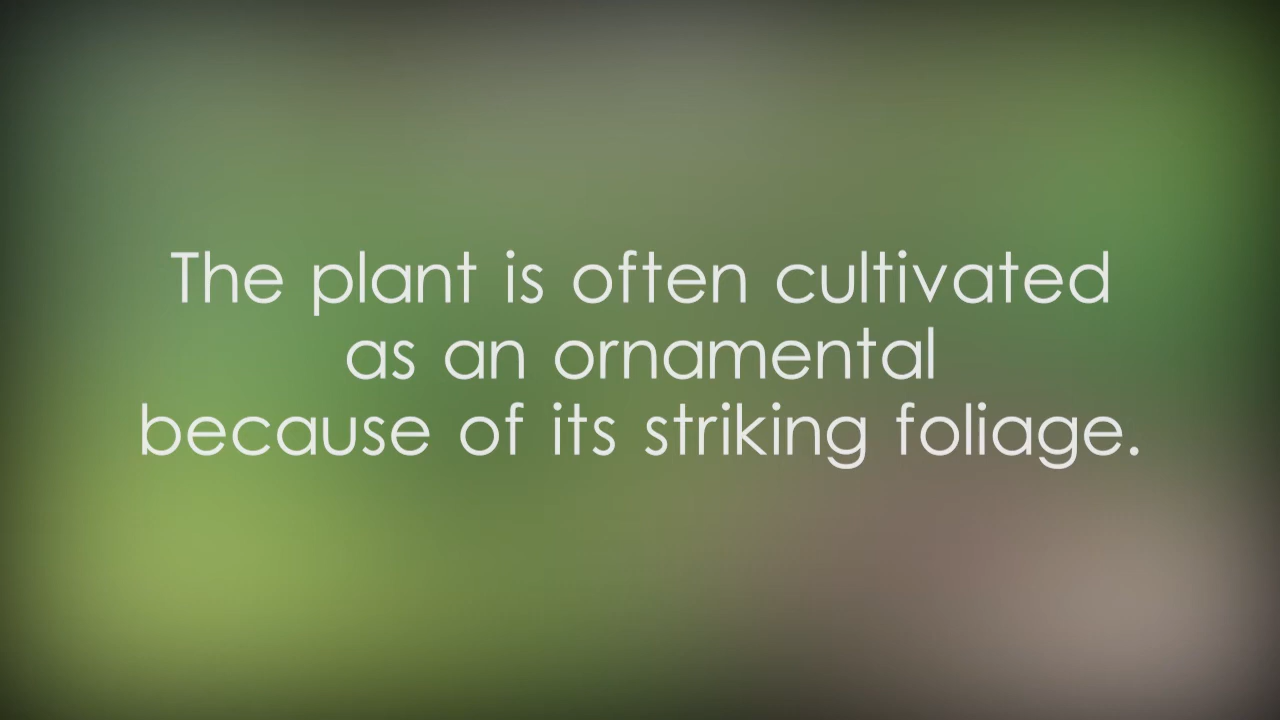 The plant is often cultivated
as an ornamental
because of its striking foliage.